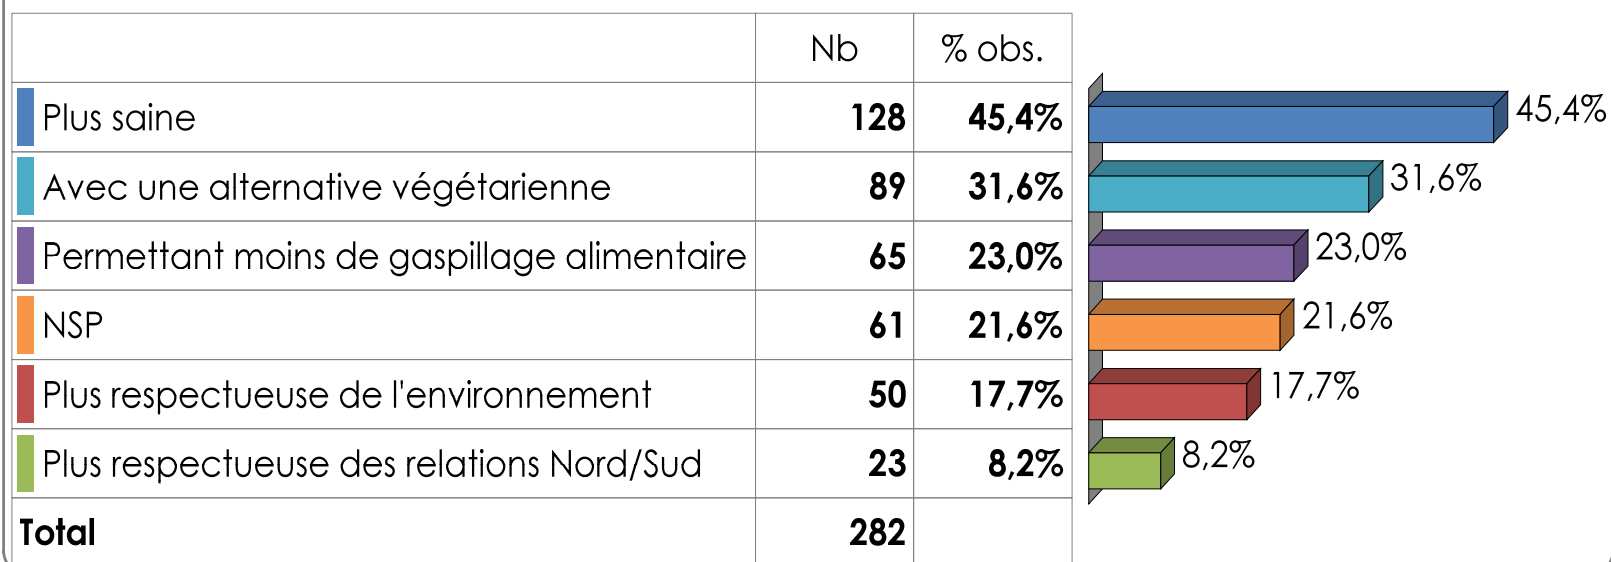 Nb % obs.
Plus saine 128 45,4% 45,4%
Avec une alternative végétarienne 89 31,6% 31,6%
Permettant moins de gaspillage alimentaire 65 23,0% 23,0%
NSP 61 21,6% 21,6%
Plus respectueuse de l'environnement 50 17,7% 17,7%
Plus respectueuse des relations Nord/Sud 23 8,2% 8,2%
Total 282